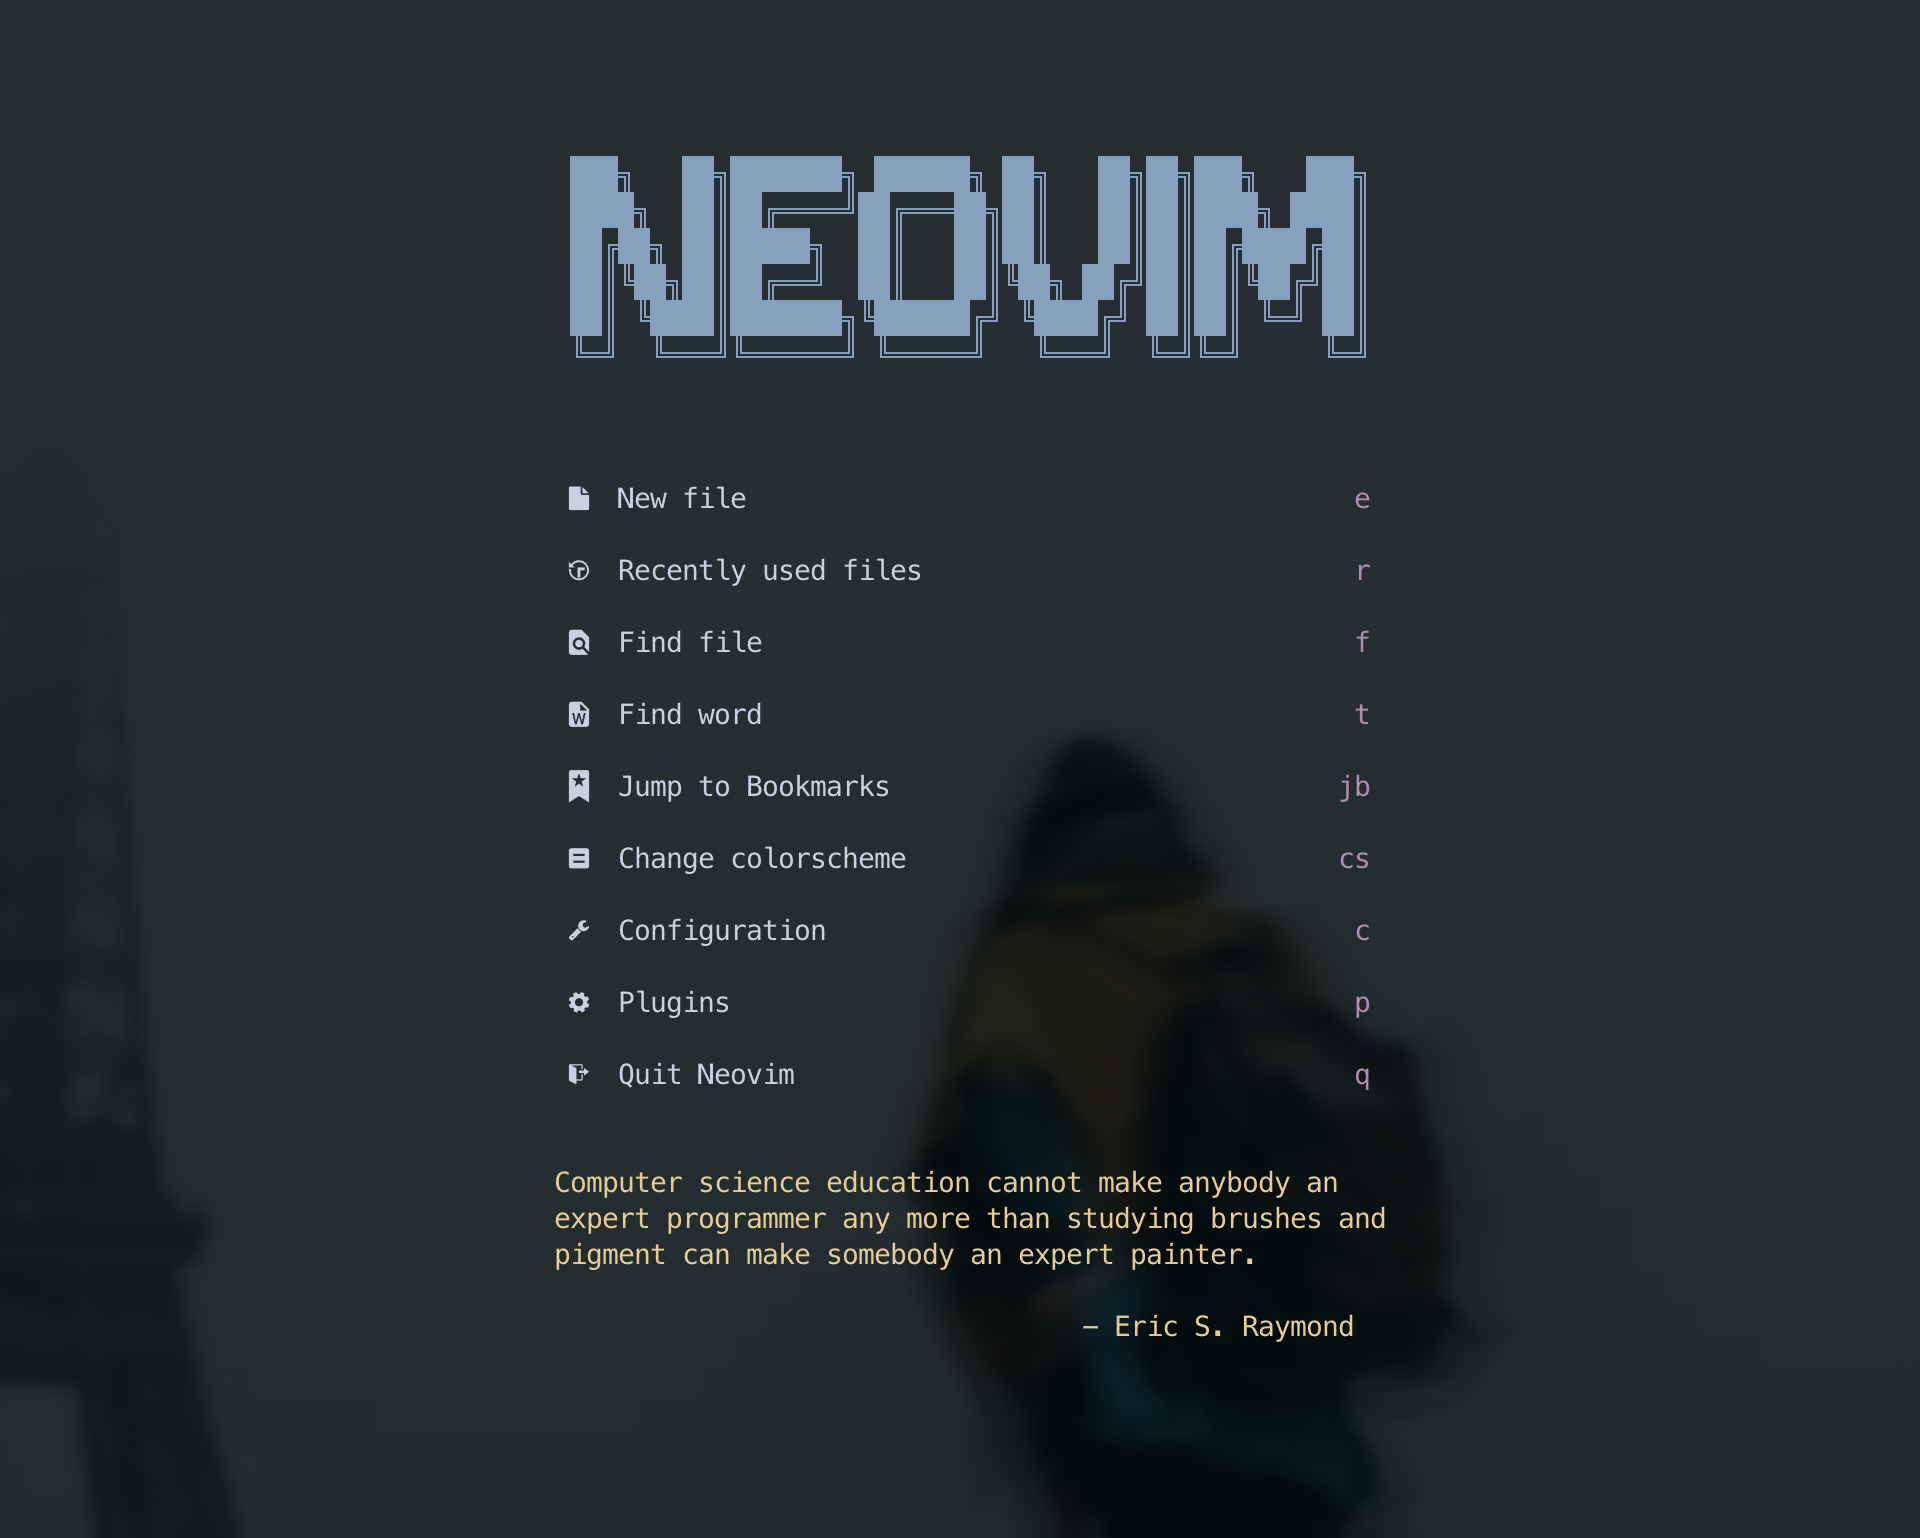 NEOVIM
New file e
Recently used files r
Find file f
Find word t
Jump to Bookmarks jb
Change colorscheme cs
Configuration c
Plugins p
Quit Neovim q
Computer science education cannot make anybody an
expert programmer any more than studying brushes and
pigment can make somebody an expert painter.
– Eric S. Raymond